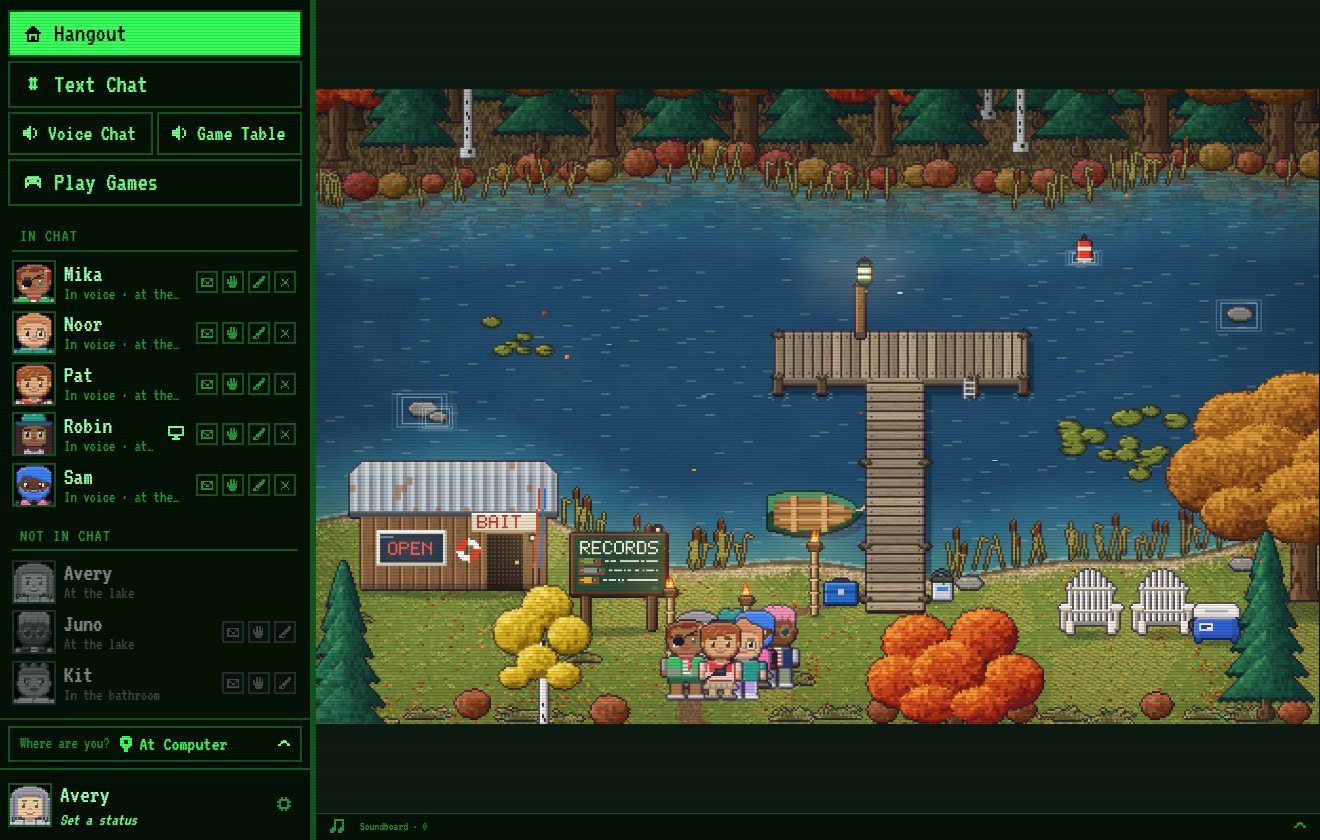 Hangout
# Text Chat
Voice Chat
Game Table
Play Games
IN CHAT
Mika
In voice · at the…
Noor
In voice · at the…
Pat
In voice · at the…
Robin
In voice · at…
Sam
In voice · at the…
NOT IN CHAT
Avery
At the lake
Juno
At the lake
Kit
In the bathroom
Where are you? At Computer
Avery
Set a status
BAIT
OPEN
RECORDS
Soundboard · 0